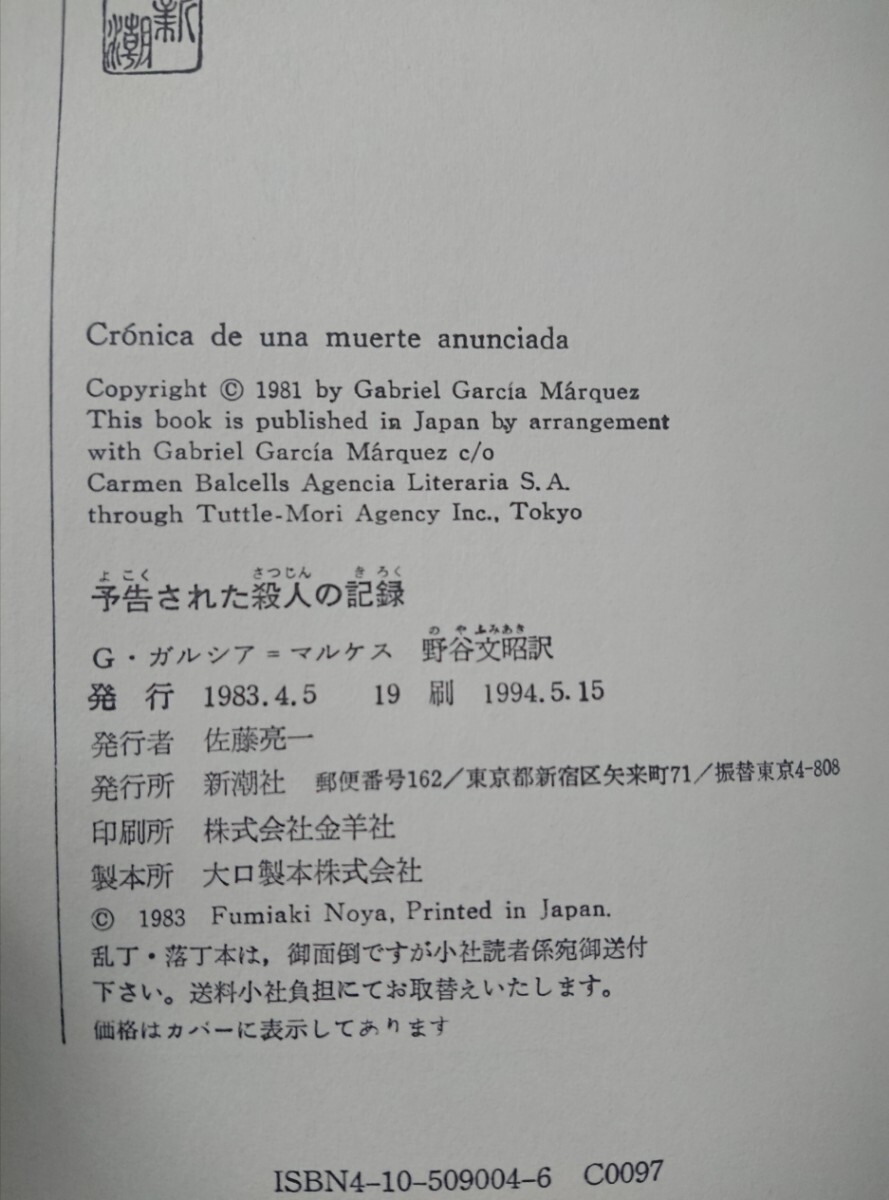 新潮
Crónica de una muerte anunciada
Copyright © 1981 by Gabriel García Márquez
This book is published in Japan by arrangement
with Gabriel García Márquez c/o
Carmen Balcells Agencia Literaria S. A.
through Tuttle-Mori Agency Inc., Tokyo
よこく さつじん きろく
予告された殺人の記録
のやふみあき
G・ガルシア=マルケス 野谷文昭訳
発行 1983.4.5 19刷 1994.5.15
発行者 佐藤亮一
発行所 新潮社 郵便番号162/東京都新宿区矢来町71/振替東京4-808
印刷所 株式会社金羊社
製本所 大口製本株式会社
© 1983 Fumiaki Noya, Printed in Japan.
乱丁・落丁本は,御面倒ですが小社読者係宛御送付
下さい。送料小社負担にてお取替えいたします。
価格はカバーに表示してあります
ISBN4-10-509004-6 C0097